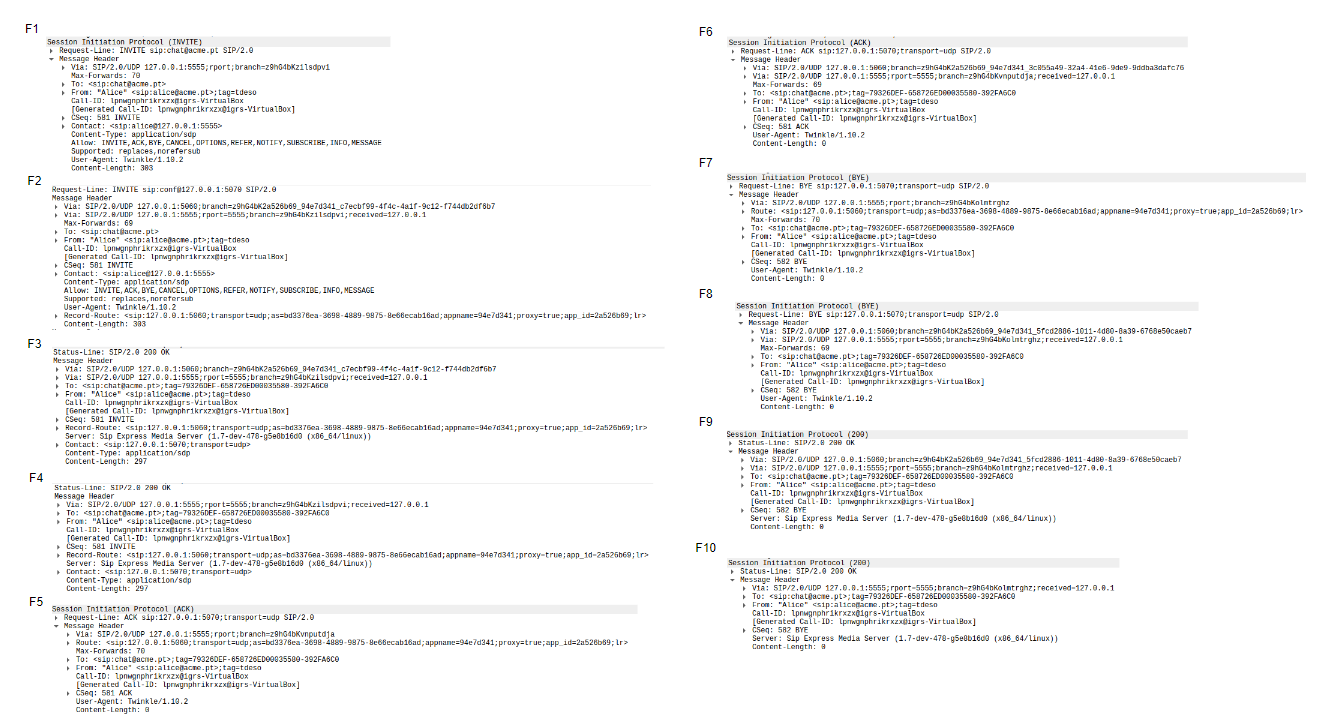 F1
Session Initiation Protocol (INVITE)
Request-Line: INVITE sip:chat@acme.pt SIP/2.0
Message Header
Via: SIP/2.0/UDP 127.0.0.1:5555;rport;branch=z9hG4bKzilsdpvi
Max-Forwards: 70
To: <sip:chat@acme.pt>
From: "Alice" <sip:alice@acme.pt>;tag=tdeso
Call-ID: lpnwgnphrikrxzx@igrs-VirtualBox
[Generated Call-ID: lpnwgnphrikrxzx@igrs-VirtualBox]
CSeq: 581 INVITE
Contact: <sip:alice@127.0.0.1:5555>
Content-Type: application/sdp
Allow: INVITE,ACK,BYE,CANCEL,OPTIONS,REFER,NOTIFY,SUBSCRIBE,INFO,MESSAGE
Supported: replaces,norefersub
User-Agent: Twinkle/1.10.2
Content-Length: 303
F2
Request-Line: INVITE sip:conf@127.0.0.1:5070 SIP/2.0
Message Header
Via: SIP/2.0/UDP 127.0.0.1:5060;branch=z9hG4bK2a526b69_94e7d341_c7ecbf99-4f4c-4a1f-9c12-f744db2df6b7
Via: SIP/2.0/UDP 127.0.0.1:5555;rport=5555;branch=z9hG4bKzilsdpvi;received=127.0.0.1
Max-Forwards: 69
To: <sip:chat@acme.pt>
From: "Alice" <sip:alice@acme.pt>;tag=tdeso
Call-ID: lpnwgnphrikrxzx@igrs-VirtualBox
[Generated Call-ID: lpnwgnphrikrxzx@igrs-VirtualBox]
CSeq: 581 INVITE
Contact: <sip:alice@127.0.0.1:5555>
Content-Type: application/sdp
Allow: INVITE,ACK,BYE,CANCEL,OPTIONS,REFER,NOTIFY,SUBSCRIBE,INFO,MESSAGE
Supported: replaces,norefersub
User-Agent: Twinkle/1.10.2
Record-Route: <sip:127.0.0.1:5060;transport=udp;as=bd3376ea-3698-4889-9875-8e66ecab16ad;appname=94e7d341;proxy=true;app_id=2a526b69;lr>
Content-Length: 303
F3
Status-Line: SIP/2.0 200 OK
Message Header
Via: SIP/2.0/UDP 127.0.0.1:5060;branch=z9hG4bK2a526b69_94e7d341_c7ecbf99-4f4c-4a1f-9c12-f744db2df6b7
Via: SIP/2.0/UDP 127.0.0.1:5555;rport=5555;branch=z9hG4bKzilsdpvi;received=127.0.0.1
To: <sip:chat@acme.pt>;tag=79326DEF-658726ED00035580-392FA6C0
From: "Alice" <sip:alice@acme.pt>;tag=tdeso
Call-ID: lpnwgnphrikrxzx@igrs-VirtualBox
[Generated Call-ID: lpnwgnphrikrxzx@igrs-VirtualBox]
CSeq: 581 INVITE
Record-Route: <sip:127.0.0.1:5060;transport=udp;as=bd3376ea-3698-4889-9875-8e66ecab16ad;appname=94e7d341;proxy=true;app_id=2a526b69;lr>
Server: Sip Express Media Server (1.7-dev-478-g5e8b16d0 (x86_64/linux))
Contact: <sip:127.0.0.1:5070;transport=udp>
Content-Type: application/sdp
Content-Length: 297
F4
Status-Line: SIP/2.0 200 OK
Message Header
Via: SIP/2.0/UDP 127.0.0.1:5555;rport=5555;branch=z9hG4bKzilsdpvi;received=127.0.0.1
To: <sip:chat@acme.pt>;tag=79326DEF-658726ED00035580-392FA6C0
From: "Alice" <sip:alice@acme.pt>;tag=tdeso
Call-ID: lpnwgnphrikrxzx@igrs-VirtualBox
[Generated Call-ID: lpnwgnphrikrxzx@igrs-VirtualBox]
CSeq: 581 INVITE
Record-Route: <sip:127.0.0.1:5060;transport=udp;as=bd3376ea-3698-4889-9875-8e66ecab16ad;appname=94e7d341;proxy=true;app_id=2a526b69;lr>
Server: Sip Express Media Server (1.7-dev-478-g5e8b16d0 (x86_64/linux))
Contact: <sip:127.0.0.1:5070;transport=udp>
Content-Type: application/sdp
Content-Length: 297
F5
Session Initiation Protocol (ACK)
Request-Line: ACK sip:127.0.0.1:5070;transport=udp SIP/2.0
Message Header
Via: SIP/2.0/UDP 127.0.0.1:5555;rport;branch=z9hG4bKvnputdja
Route: <sip:127.0.0.1:5060;transport=udp;as=bd3376ea-3698-4889-9875-8e66ecab16ad;appname=94e7d341;proxy=true;app_id=2a526b69;lr>
Max-Forwards: 70
To: <sip:chat@acme.pt>;tag=79326DEF-658726ED00035580-392FA6C0
From: "Alice" <sip:alice@acme.pt>;tag=tdeso
Call-ID: lpnwgnphrikrxzx@igrs-VirtualBox
[Generated Call-ID: lpnwgnphrikrxzx@igrs-VirtualBox]
CSeq: 581 ACK
User-Agent: Twinkle/1.10.2
Content-Length: 0
F6
Session Initiation Protocol (ACK)
Request-Line: ACK sip:127.0.0.1:5070;transport=udp SIP/2.0
Message Header
Via: SIP/2.0/UDP 127.0.0.1:5060;branch=z9hG4bK2a526b69_94e7d341_3c055a49-32a4-41e6-9de9-9ddba3dafc76
Via: SIP/2.0/UDP 127.0.0.1:5555;rport=5555;branch=z9hG4bKvnputdja;received=127.0.0.1
Max-Forwards: 69
To: <sip:chat@acme.pt>;tag=79326DEF-658726ED00035580-392FA6C0
From: "Alice" <sip:alice@acme.pt>;tag=tdeso
Call-ID: lpnwgnphrikrxzx@igrs-VirtualBox
[Generated Call-ID: lpnwgnphrikrxzx@igrs-VirtualBox]
CSeq: 581 ACK
User-Agent: Twinkle/1.10.2
Content-Length: 0
F7
Session Initiation Protocol (BYE)
Request-Line: BYE sip:127.0.0.1:5070;transport=udp SIP/2.0
Message Header
Via: SIP/2.0/UDP 127.0.0.1:5555;rport;branch=z9hG4bKolmtrghz
Route: <sip:127.0.0.1:5060;transport=udp;as=bd3376ea-3698-4889-9875-8e66ecab16ad;appname=94e7d341;proxy=true;app_id=2a526b69;lr>
Max-Forwards: 70
To: <sip:chat@acme.pt>;tag=79326DEF-658726ED00035580-392FA6C0
From: "Alice" <sip:alice@acme.pt>;tag=tdeso
Call-ID: lpnwgnphrikrxzx@igrs-VirtualBox
[Generated Call-ID: lpnwgnphrikrxzx@igrs-VirtualBox]
CSeq: 582 BYE
User-Agent: Twinkle/1.10.2
Content-Length: 0
F8
Session Initiation Protocol (BYE)
Request-Line: BYE sip:127.0.0.1:5070;transport=udp SIP/2.0
Message Header
Via: SIP/2.0/UDP 127.0.0.1:5060;branch=z9hG4bK2a526b69_94e7d341_5fcd2886-1011-4d80-8a39-6768e50caeb7
Via: SIP/2.0/UDP 127.0.0.1:5555;rport=5555;branch=z9hG4bKolmtrghz;received=127.0.0.1
Max-Forwards: 69
To: <sip:chat@acme.pt>;tag=79326DEF-658726ED00035580-392FA6C0
From: "Alice" <sip:alice@acme.pt>;tag=tdeso
Call-ID: lpnwgnphrikrxzx@igrs-VirtualBox
[Generated Call-ID: lpnwgnphrikrxzx@igrs-VirtualBox]
CSeq: 582 BYE
User-Agent: Twinkle/1.10.2
Content-Length: 0
F9
Session Initiation Protocol (200)
Status-Line: SIP/2.0 200 OK
Message Header
Via: SIP/2.0/UDP 127.0.0.1:5060;branch=z9hG4bK2a526b69_94e7d341_5fcd2886-1011-4d80-8a39-6768e50caeb7
Via: SIP/2.0/UDP 127.0.0.1:5555;rport=5555;branch=z9hG4bKolmtrghz;received=127.0.0.1
To: <sip:chat@acme.pt>;tag=79326DEF-658726ED00035580-392FA6C0
From: "Alice" <sip:alice@acme.pt>;tag=tdeso
Call-ID: lpnwgnphrikrxzx@igrs-VirtualBox
[Generated Call-ID: lpnwgnphrikrxzx@igrs-VirtualBox]
CSeq: 582 BYE
Server: Sip Express Media Server (1.7-dev-478-g5e8b16d0 (x86_64/linux))
Content-Length: 0
F10
Session Initiation Protocol (200)
Status-Line: SIP/2.0 200 OK
Message Header
Via: SIP/2.0/UDP 127.0.0.1:5555;rport=5555;branch=z9hG4bKolmtrghz;received=127.0.0.1
To: <sip:chat@acme.pt>;tag=79326DEF-658726ED00035580-392FA6C0
From: "Alice" <sip:alice@acme.pt>;tag=tdeso
Call-ID: lpnwgnphrikrxzx@igrs-VirtualBox
[Generated Call-ID: lpnwgnphrikrxzx@igrs-VirtualBox]
CSeq: 582 BYE
Server: Sip Express Media Server (1.7-dev-478-g5e8b16d0 (x86_64/linux))
Content-Length: 0